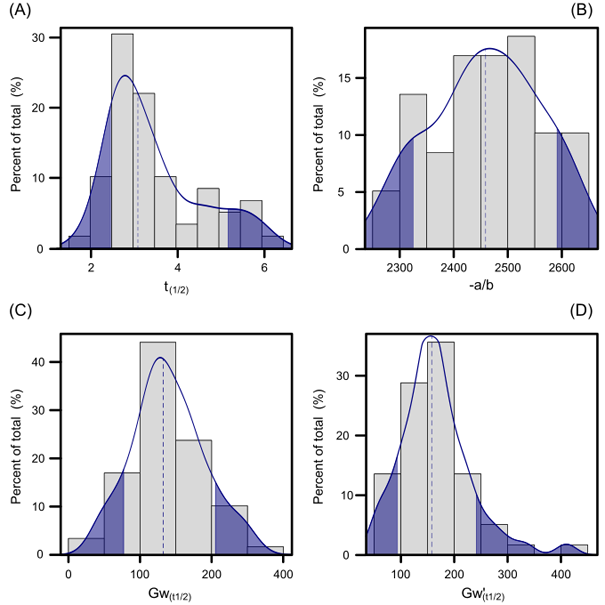 (A)
Percent of total (%)
30
20
10
0
2 4 6
t(1/2)
(B)
Percent of total (%)
15
10
5
0
2300 2400 2500 2600
-a/b
(C)
Percent of total (%)
40
30
20
10
0
0 100 200 400
Gw(t1/2)
(D)
Percent of total (%)
30
20
10
0
100 200 300 400
Gw'(t1/2)